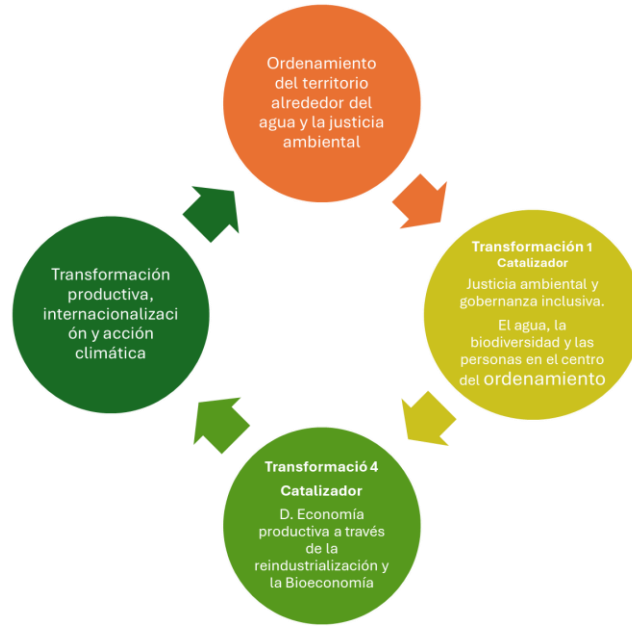 Ordenamiento
del territorio
alrededor del
agua y la justicia
ambiental
Transformación 1
Catalizador
Justicia ambiental y
gobernanza inclusiva.
El agua, la
biodiversidad y las
personas en el centro
del ordenamiento
Transformació 4
Catalizador
D. Economía
productiva a través
de la
reindustrialización y
la Bioeconomía
Transformación
productiva,
internacionalizaci
ón y acción
climática